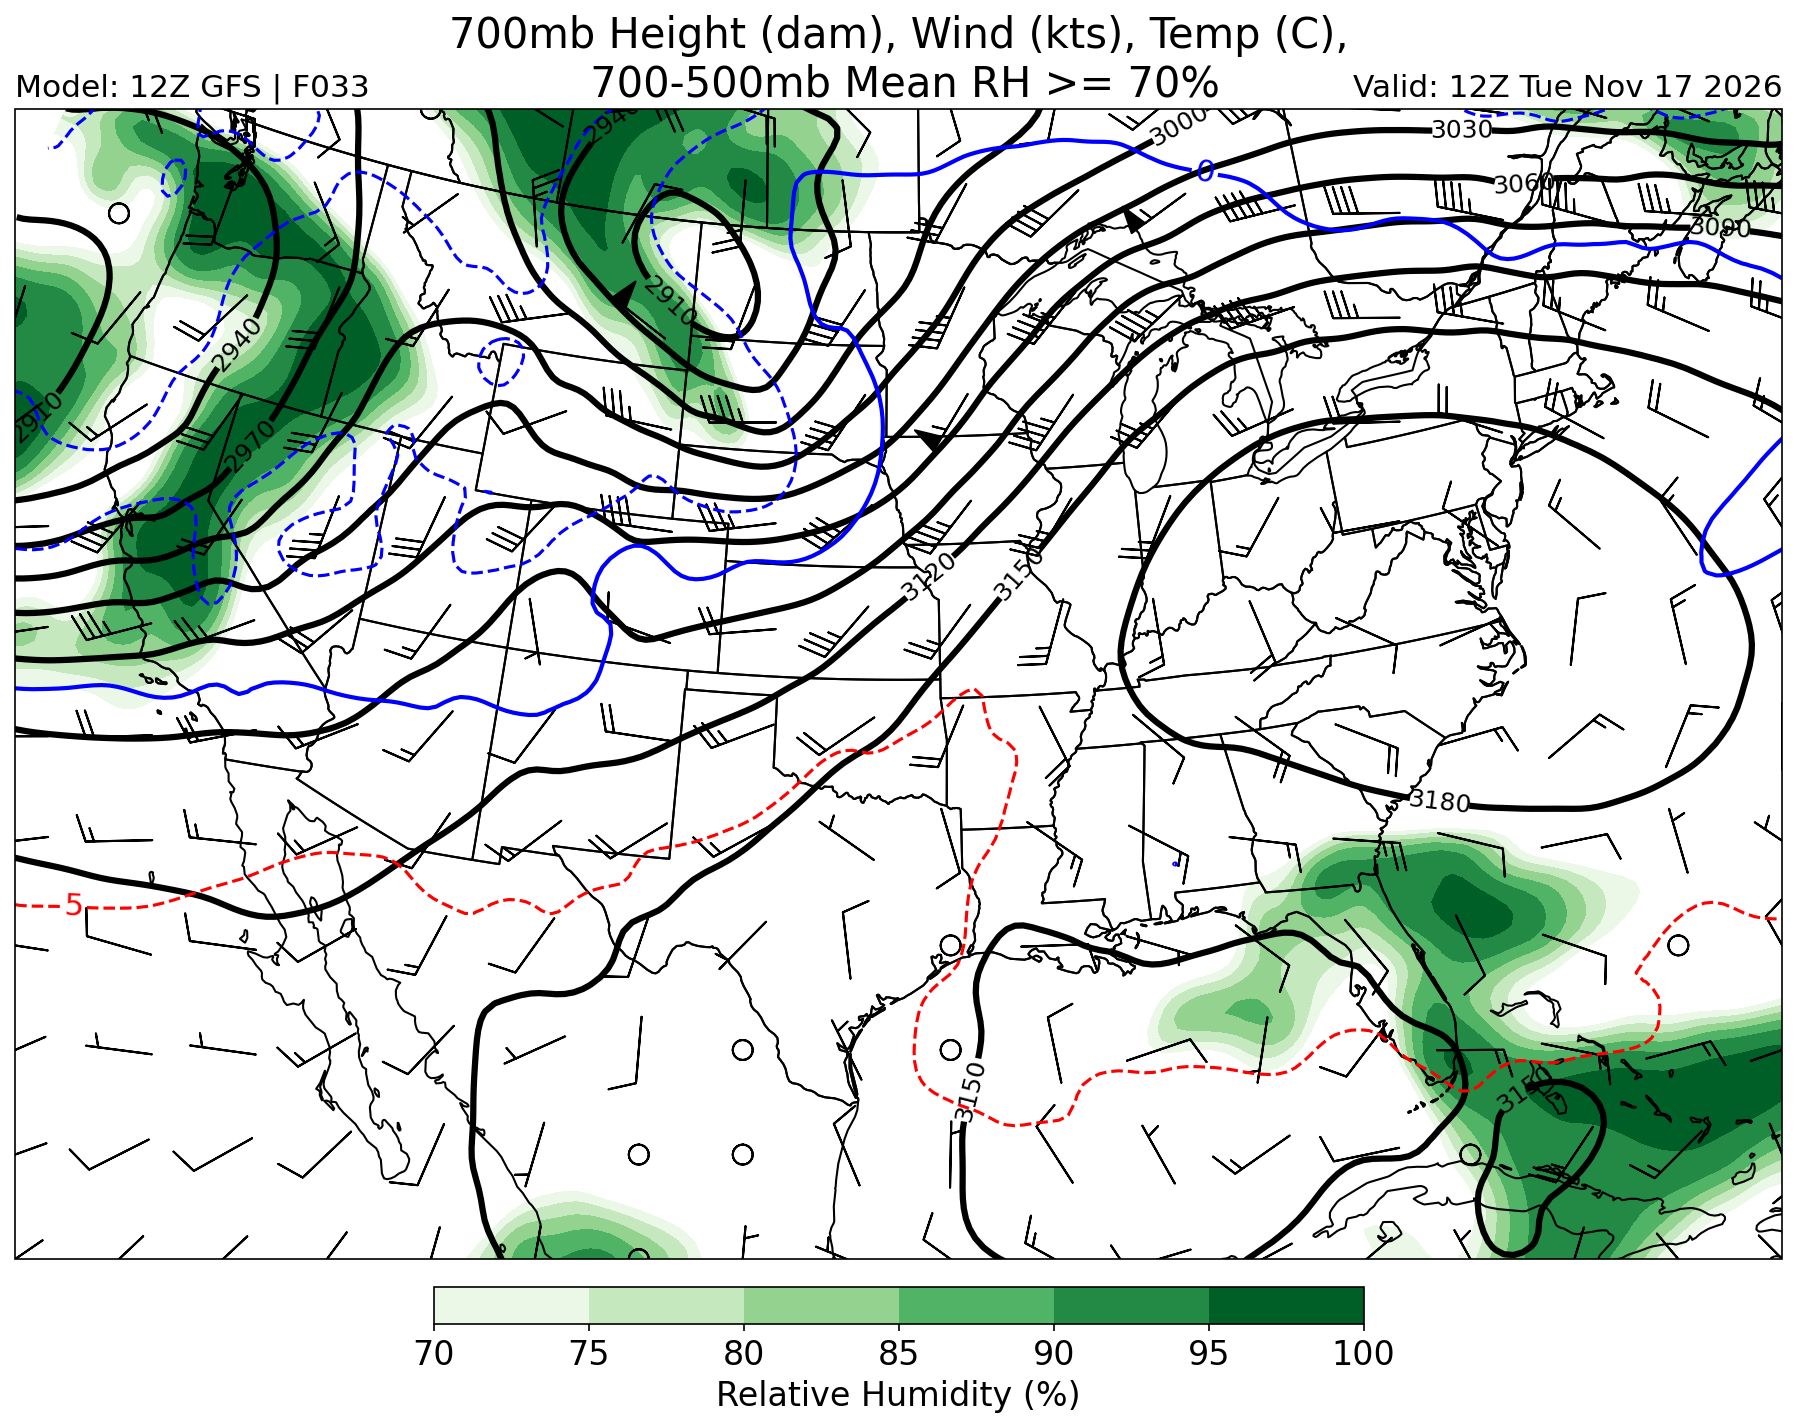 700mb Height (dam), Wind (kts), Temp (C),
700-500mb Mean RH >= 70%
Model: 12Z GFS | F033
Valid: 12Z Tue Nov 17 2026
2940
3000
3030
0
3060
3090
2910
2940
2910
2970
3120
3150
3180
5
3150
3150
70 75 80 85 90 95 100
Relative Humidity (%)